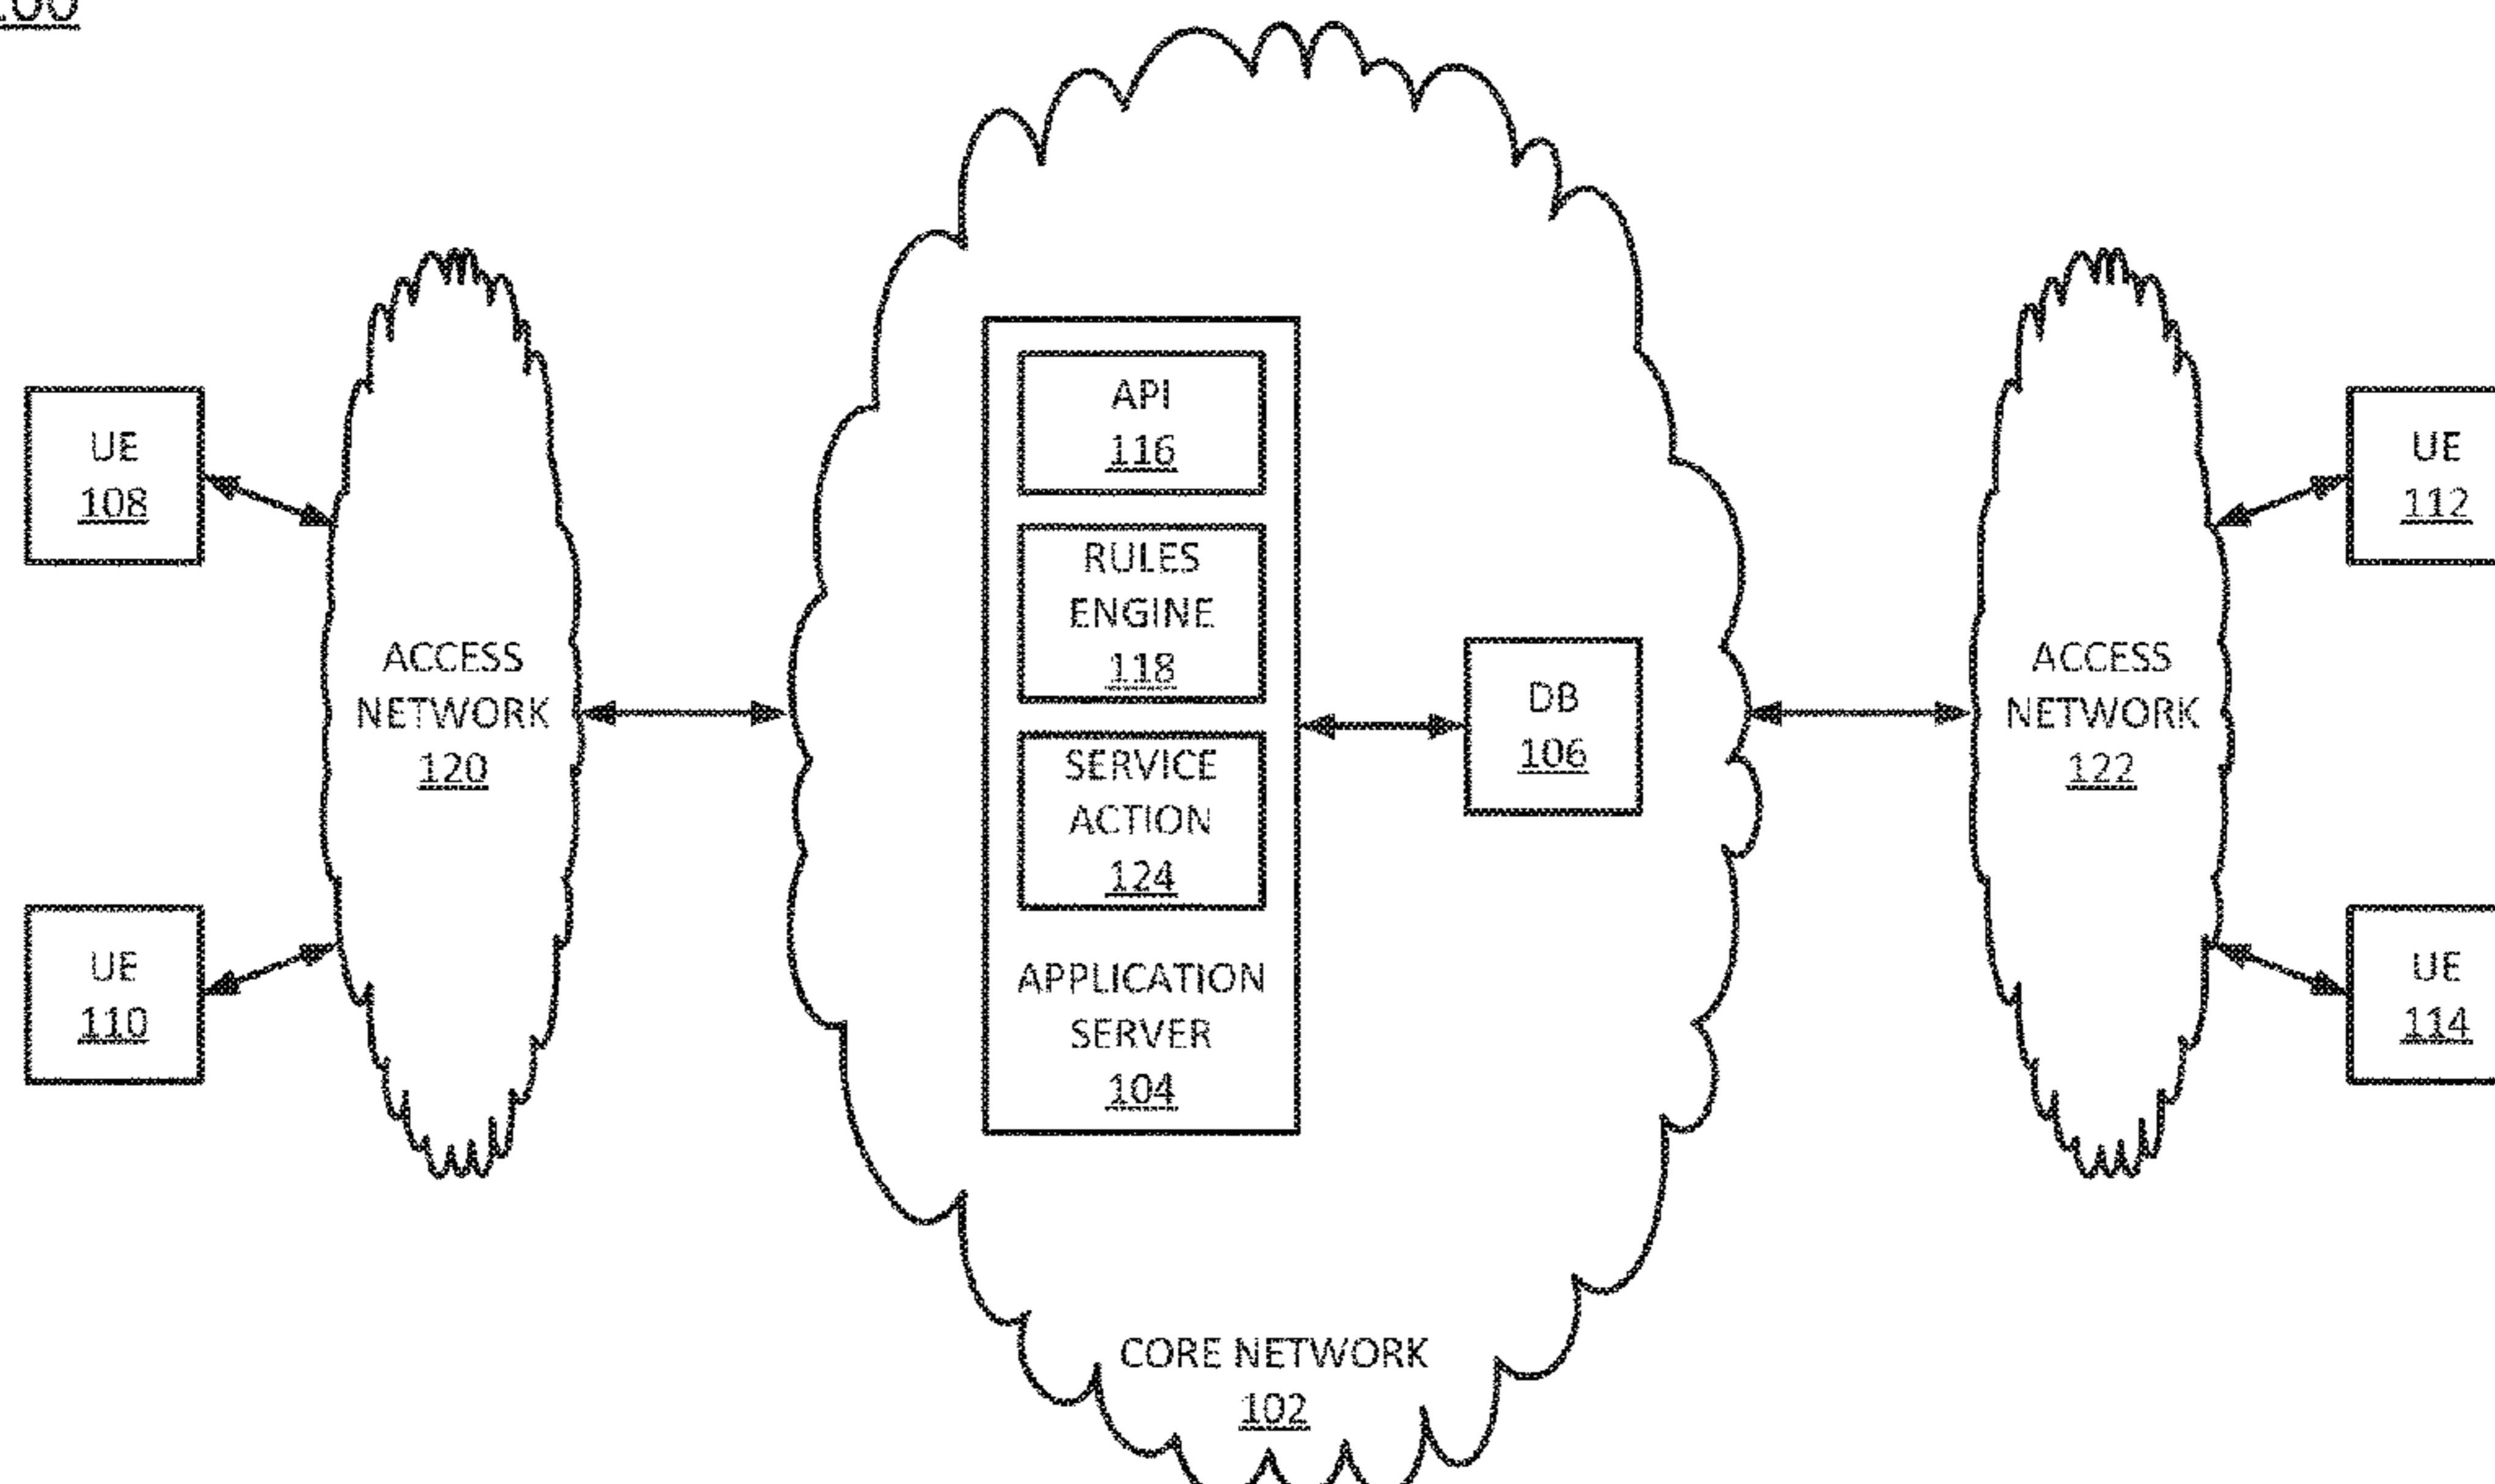 UE
108
UE
110
ACCESS
NETWORK
120
API
116
RULES
ENGINE
118
SERVICE
ACTION
124
APPLICATION
SERVER
104
DB
106
CORE NETWORK
102
ACCESS
NETWORK
122
UE
112
UE
114